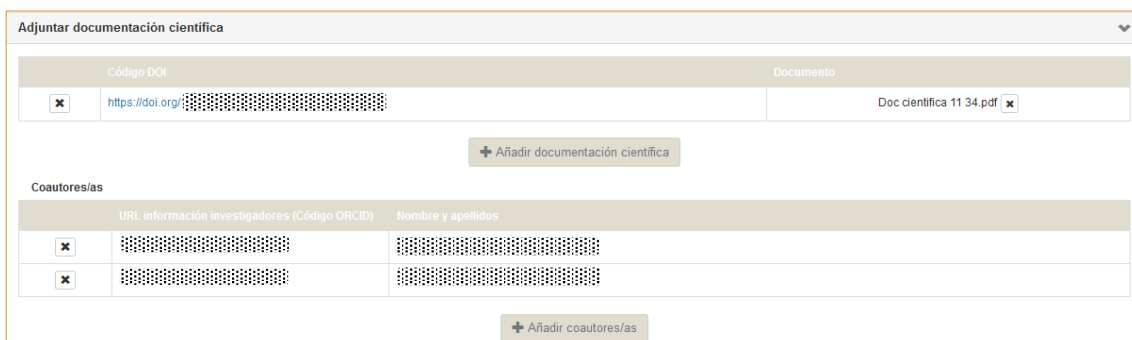 Adjuntar documentación científica
Código DOI Documento
https://doi.org/ Doc cientifica 11 34.pdf
Añadir documentación científica
Coautores/as
URL información investigadores (Código ORCID) Nombre y apellidos
Añadir coautores/as